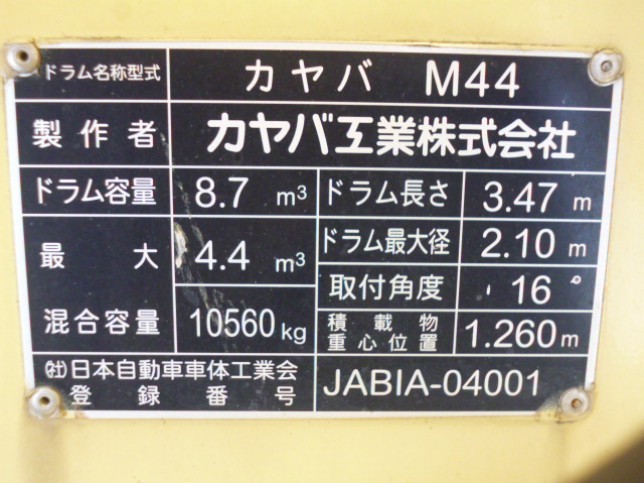 ドラム名称型式 カヤバ M44
製作者 カヤバ工業株式会社
ドラム容量 8.7 m³ ドラム長さ 3.47 m
最大 4.4 m³ ドラム最大径 2.10 m
取付角度 16°
混合容量 10560 kg 積載物
重心位置 1.260 m
(社)日本自動車車体工業会
登録番号 JABIA-04001